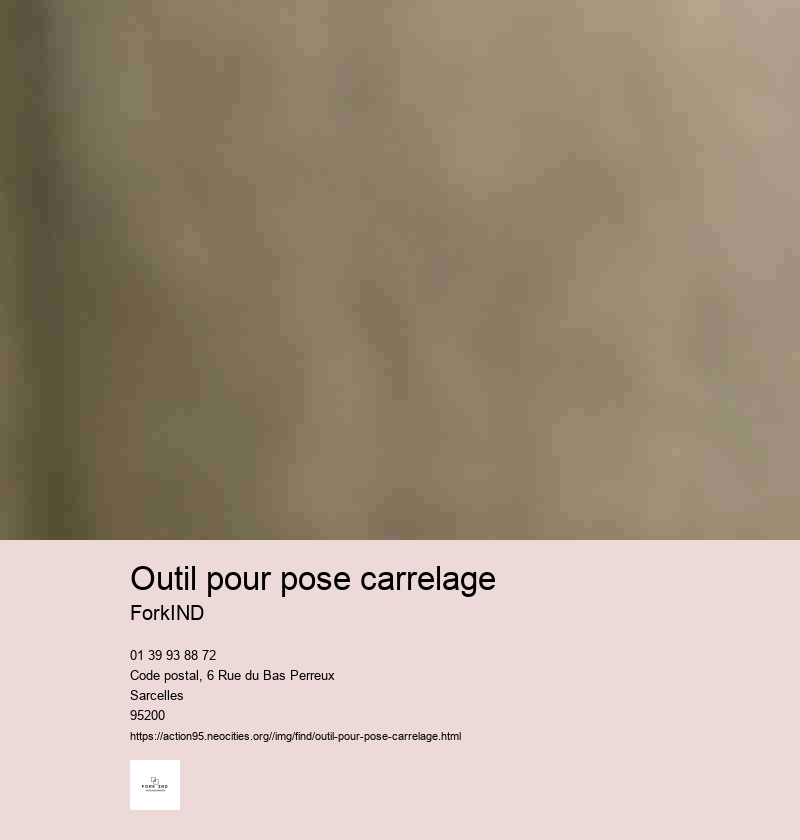 Outil pour pose carrelage
ForkIND
01 39 93 88 72
Code postal, 6 Rue du Bas Perreux
Sarcelles
95200
https://action95.neocities.org//img/find/outil-pour-pose-carrelage.html
FORK IND